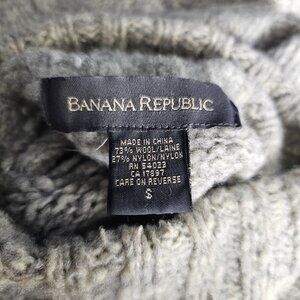 BANANA REPUBLIC
MADE IN CHINA
73% WOOL/LAINE
27% NYLON/NYLON
RN 54023
CA 17897
CARE ON REVERSE
S